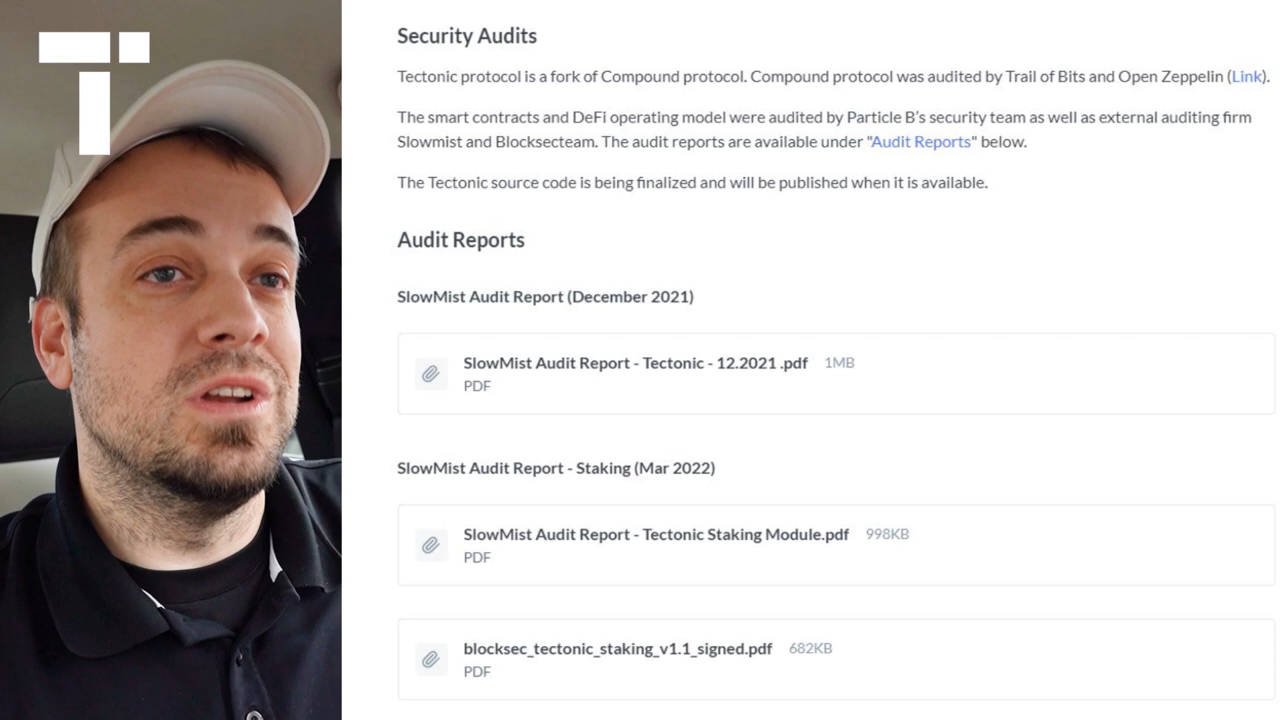 Security Audits
Tectonic protocol is a fork of Compound protocol. Compound protocol was audited by Trail of Bits and Open Zeppelin (Link).
The smart contracts and DeFi operating model were audited by Particle B’s security team as well as external auditing firm
Slowmist and Blocksecteam. The audit reports are available under "Audit Reports" below.
The Tectonic source code is being finalized and will be published when it is available.
Audit Reports
SlowMist Audit Report (December 2021)
SlowMist Audit Report - Tectonic - 12.2021 .pdf 1MB
PDF
SlowMist Audit Report - Staking (Mar 2022)
SlowMist Audit Report - Tectonic Staking Module.pdf 998KB
PDF
blocksec_tectonic_staking_v1.1_signed.pdf 682KB
PDF